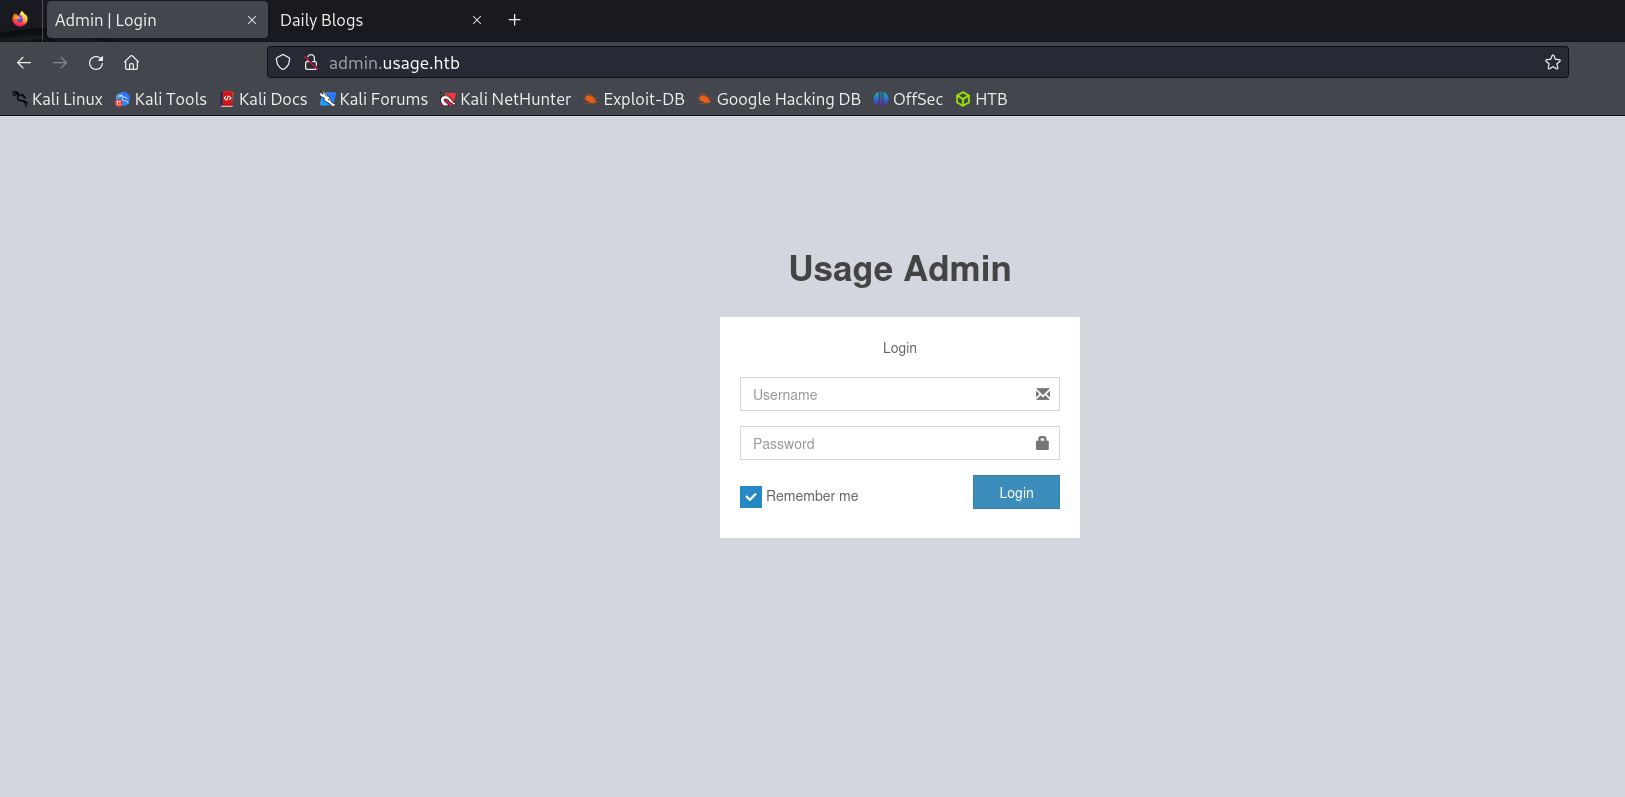 Admin | Login
Daily Blogs
admin.usage.htb
Kali Linux Kali Tools Kali Docs Kali Forums Kali NetHunter Exploit-DB Google Hacking DB OffSec HTB
Usage Admin
Login
Username
Password
Remember me
Login